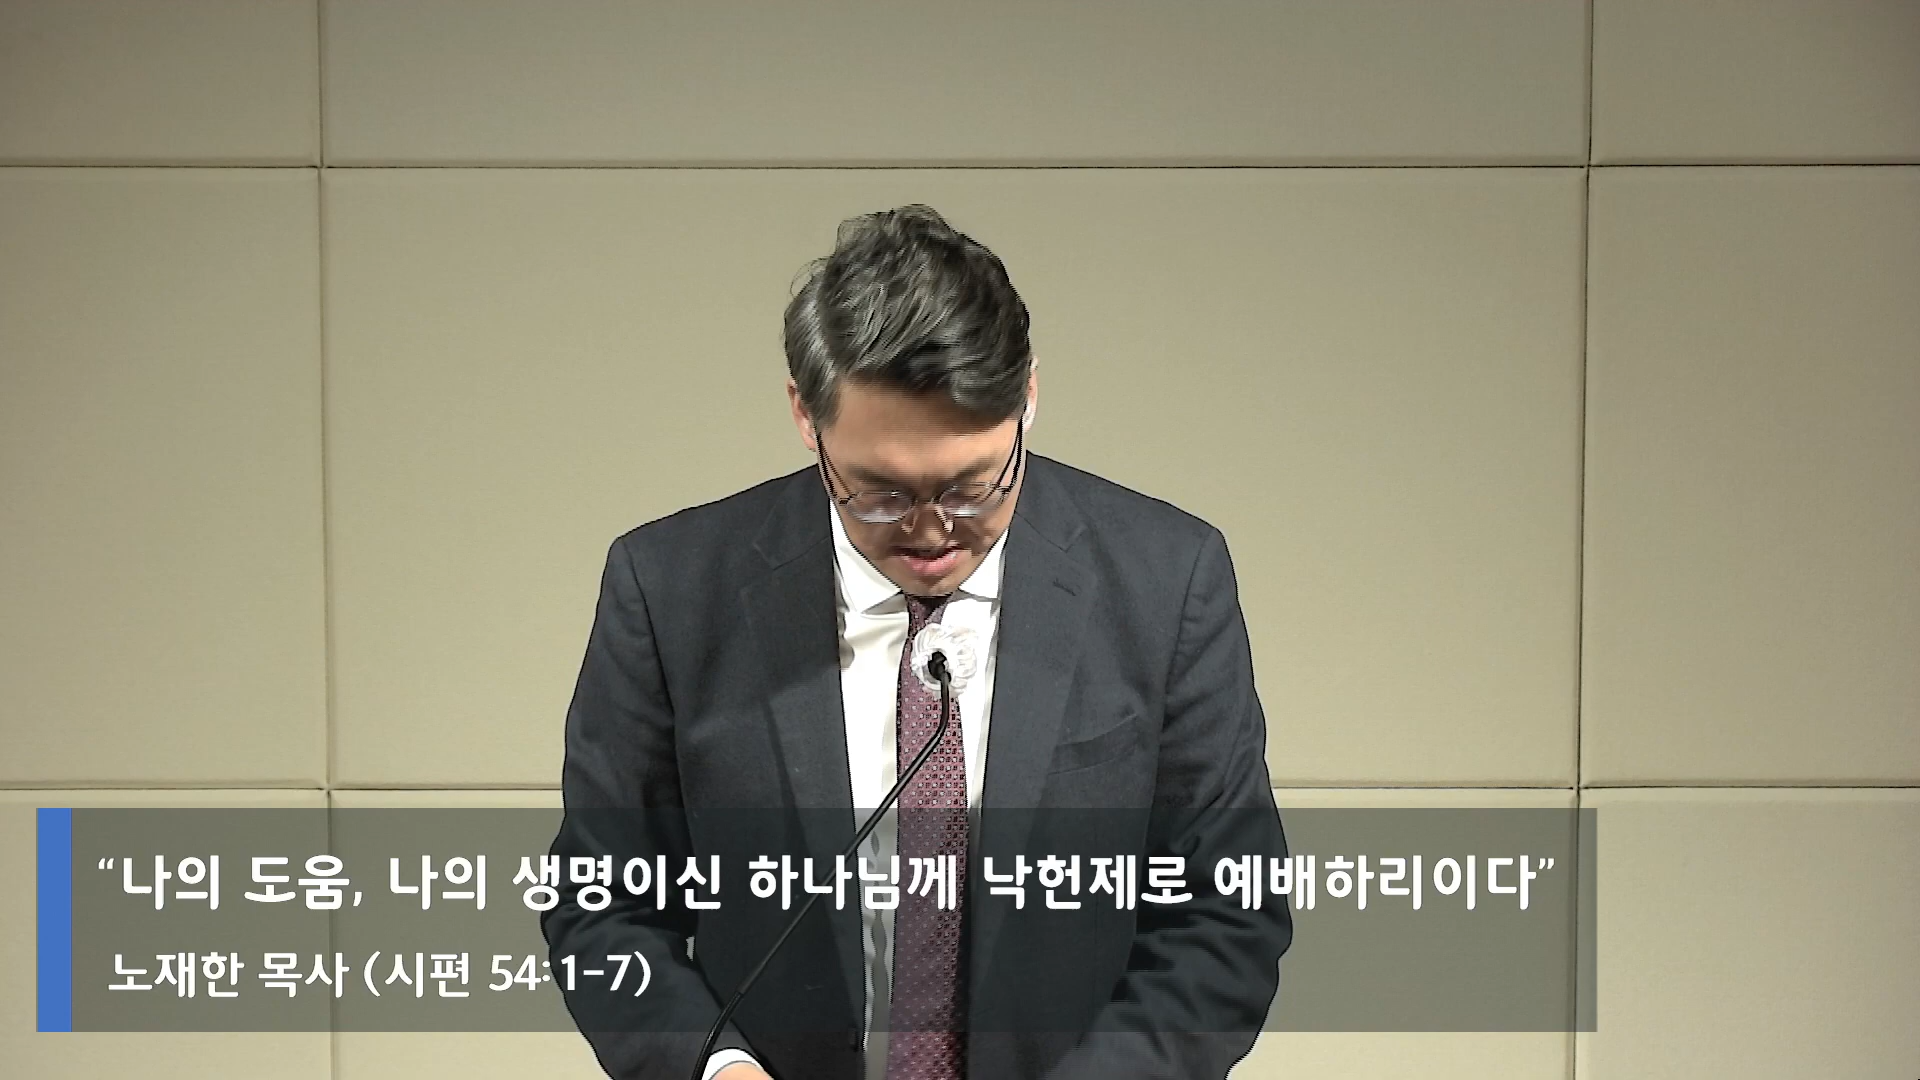 “나의 도움, 나의 생명이신 하나님께 낙헌제로 예배하리이다”
노재한 목사 (시편 54:1-7)